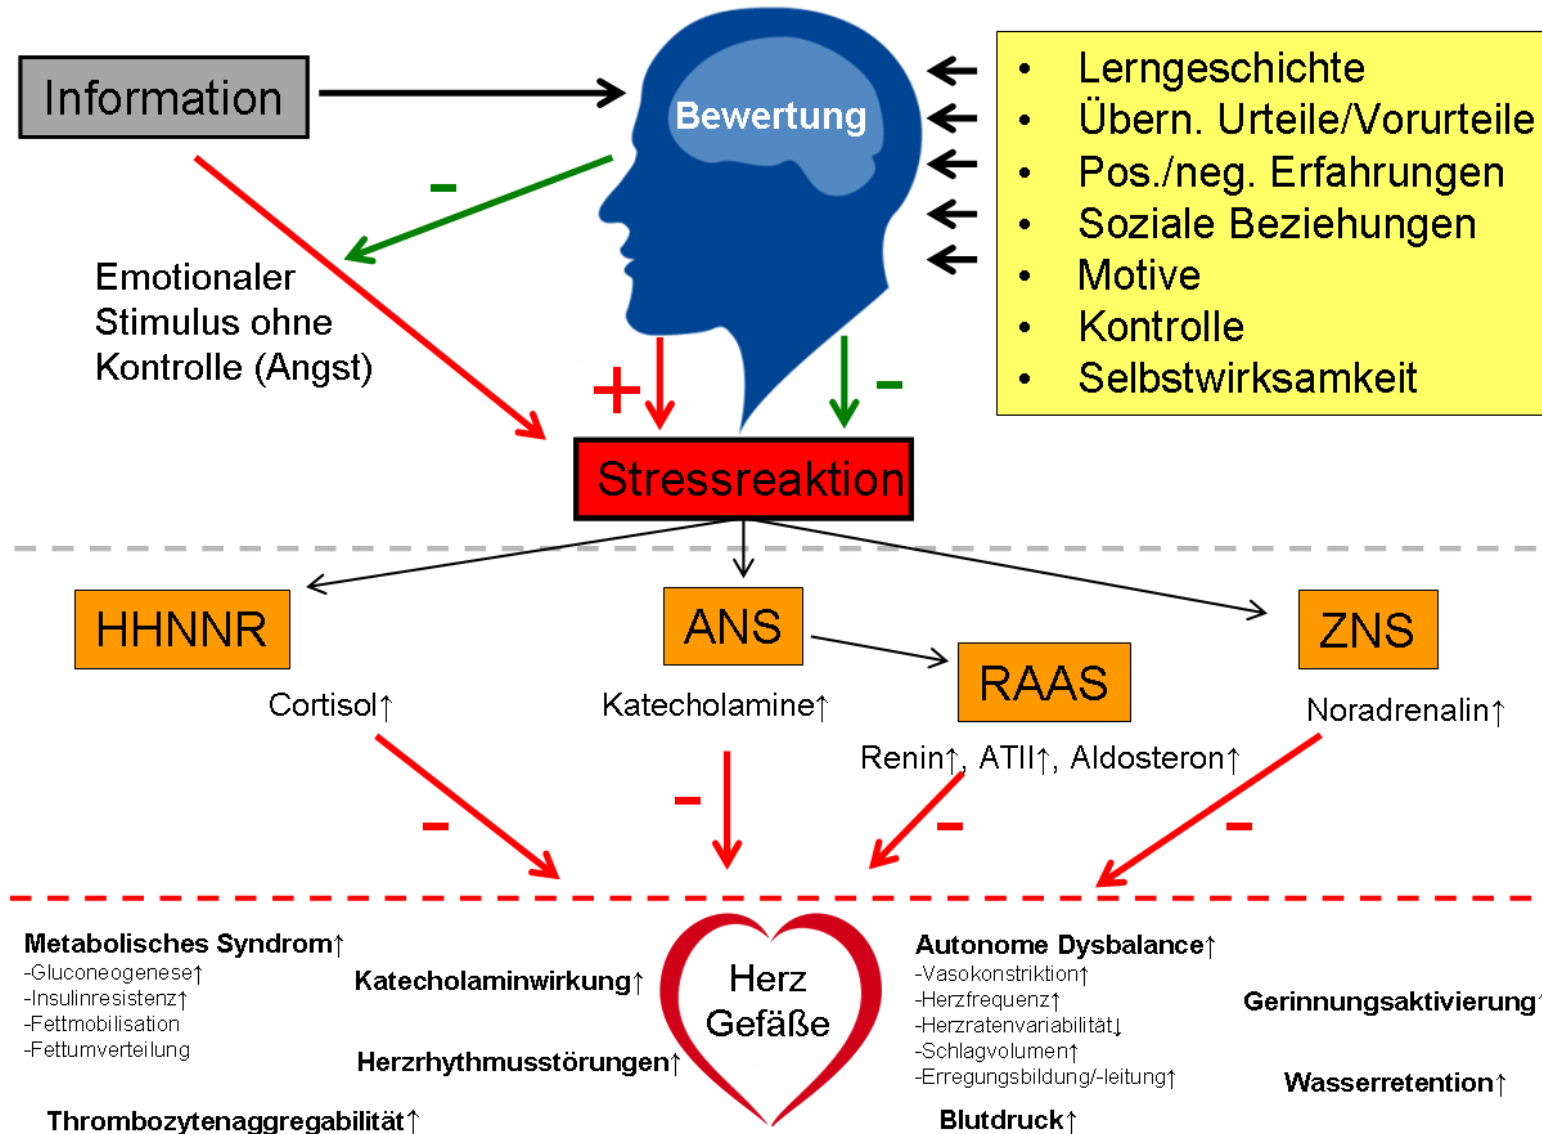 Information
Bewertung
• Lerngeschichte
• Übern. Urteile/Vorurteile
• Pos./neg. Erfahrungen
• Soziale Beziehungen
• Motive
• Kontrolle
• Selbstwirksamkeit
-
Emotionaler
Stimulus ohne
Kontrolle (Angst)
+
-
Stressreaktion
HHNNR
ANS
RAAS
ZNS
Cortisol↑
Katecholamine↑
Renin↑, ATII↑, Aldosteron↑
Noradrenalin↑
-
-
-
-
Metabolisches Syndrom↑
-Gluconeogenese↑
-Insulinresistenz↑
-Fettmobilisation
-Fettumverteilung
Katecholaminwirkung↑
Herzrhythmusstörungen↑
Thrombozytenaggregabilität↑
Herz
Gefäße
Autonome Dysbalance↑
-Vasokonstriktion↑
-Herzfrequenz↑
-Herzratenvariabilität↓
-Schlagvolumen↑
-Erregungsbildung/-leitung↑
Blutdruck↑
Gerinnungsaktivierung↑
Wasserretention↑